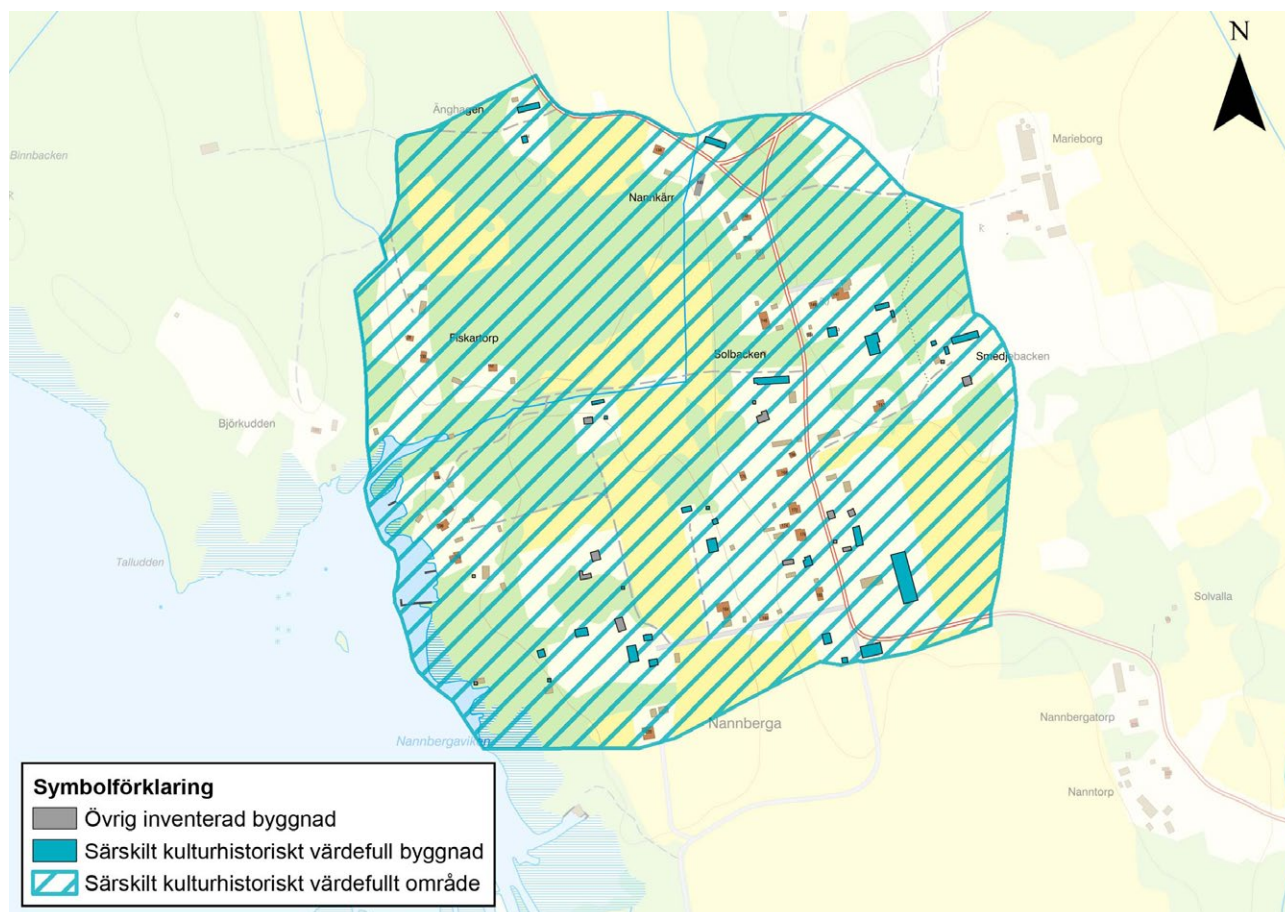 N
Änghagen
Marieborg
Binnbacken
Nannkärr
Fiskartorp
Solbacken
Smedjebacken
Björkudden
Talludden
Solvalla
Nannbergatorp
Nannberga
Nannbergaviken
Nanntorp
Symbolförklaring
Övrig inventerad byggnad
Särskilt kulturhistoriskt värdefull byggnad
Särskilt kulturhistoriskt värdefullt område